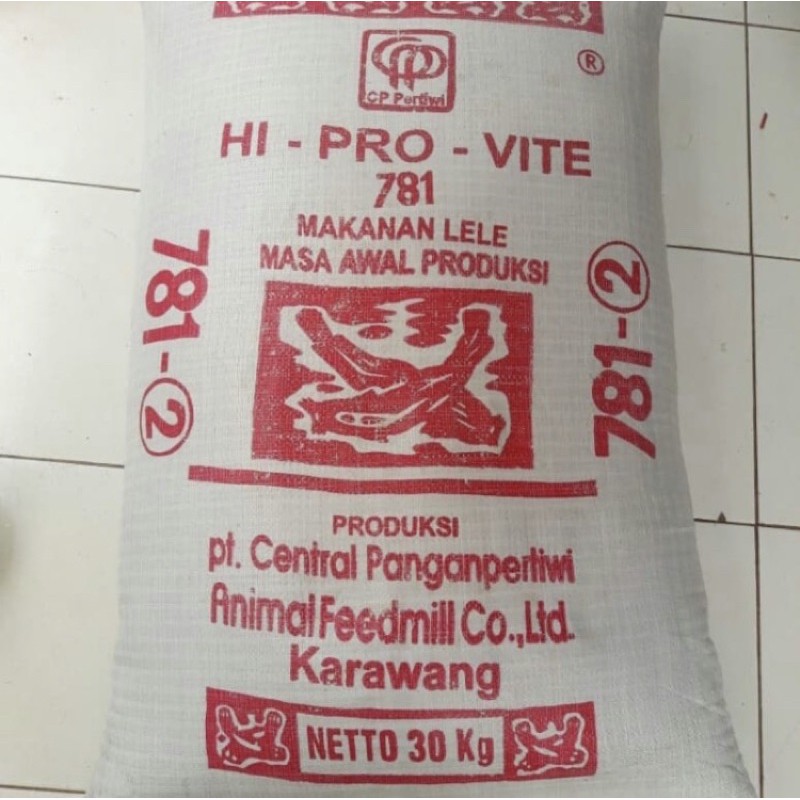 CP Pertiwi
®
HI - PRO - VITE
781
MAKANAN LELE
MASA AWAL PRODUKSI
781-②
781-②
PRODUKSI
pt. Central Panganpertiwi
Animal Feedmill Co.,Ltd.
Karawang
NETTO 30 Kg